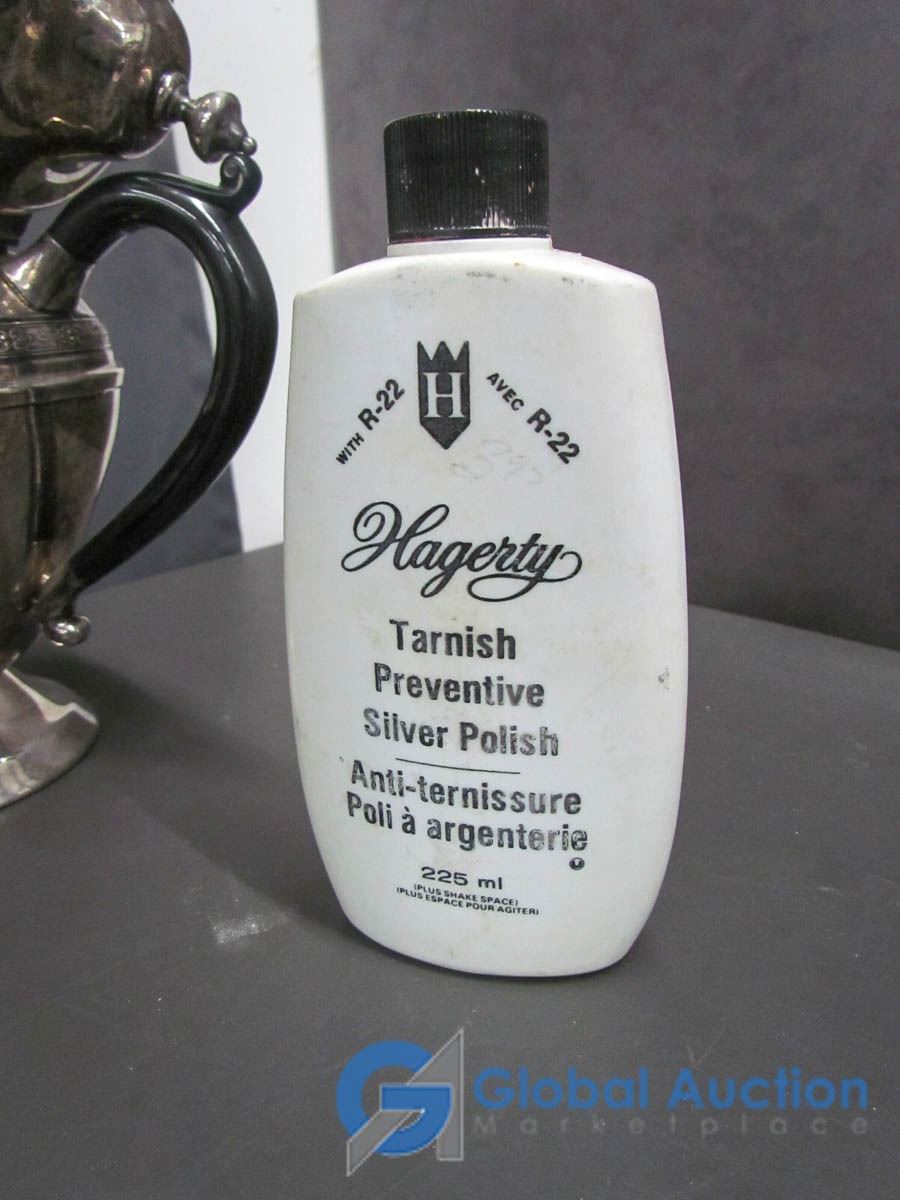 H
WITH R-22
AVEC R-22
Hagerty
Tarnish
Preventive
Silver Polish
Anti-ternissure
Poli à argenterie
225 ml
(PLUS SHAKE SPACE)
(PLUS ESPACE POUR AGITER)
GA Global Auction
Marketplace